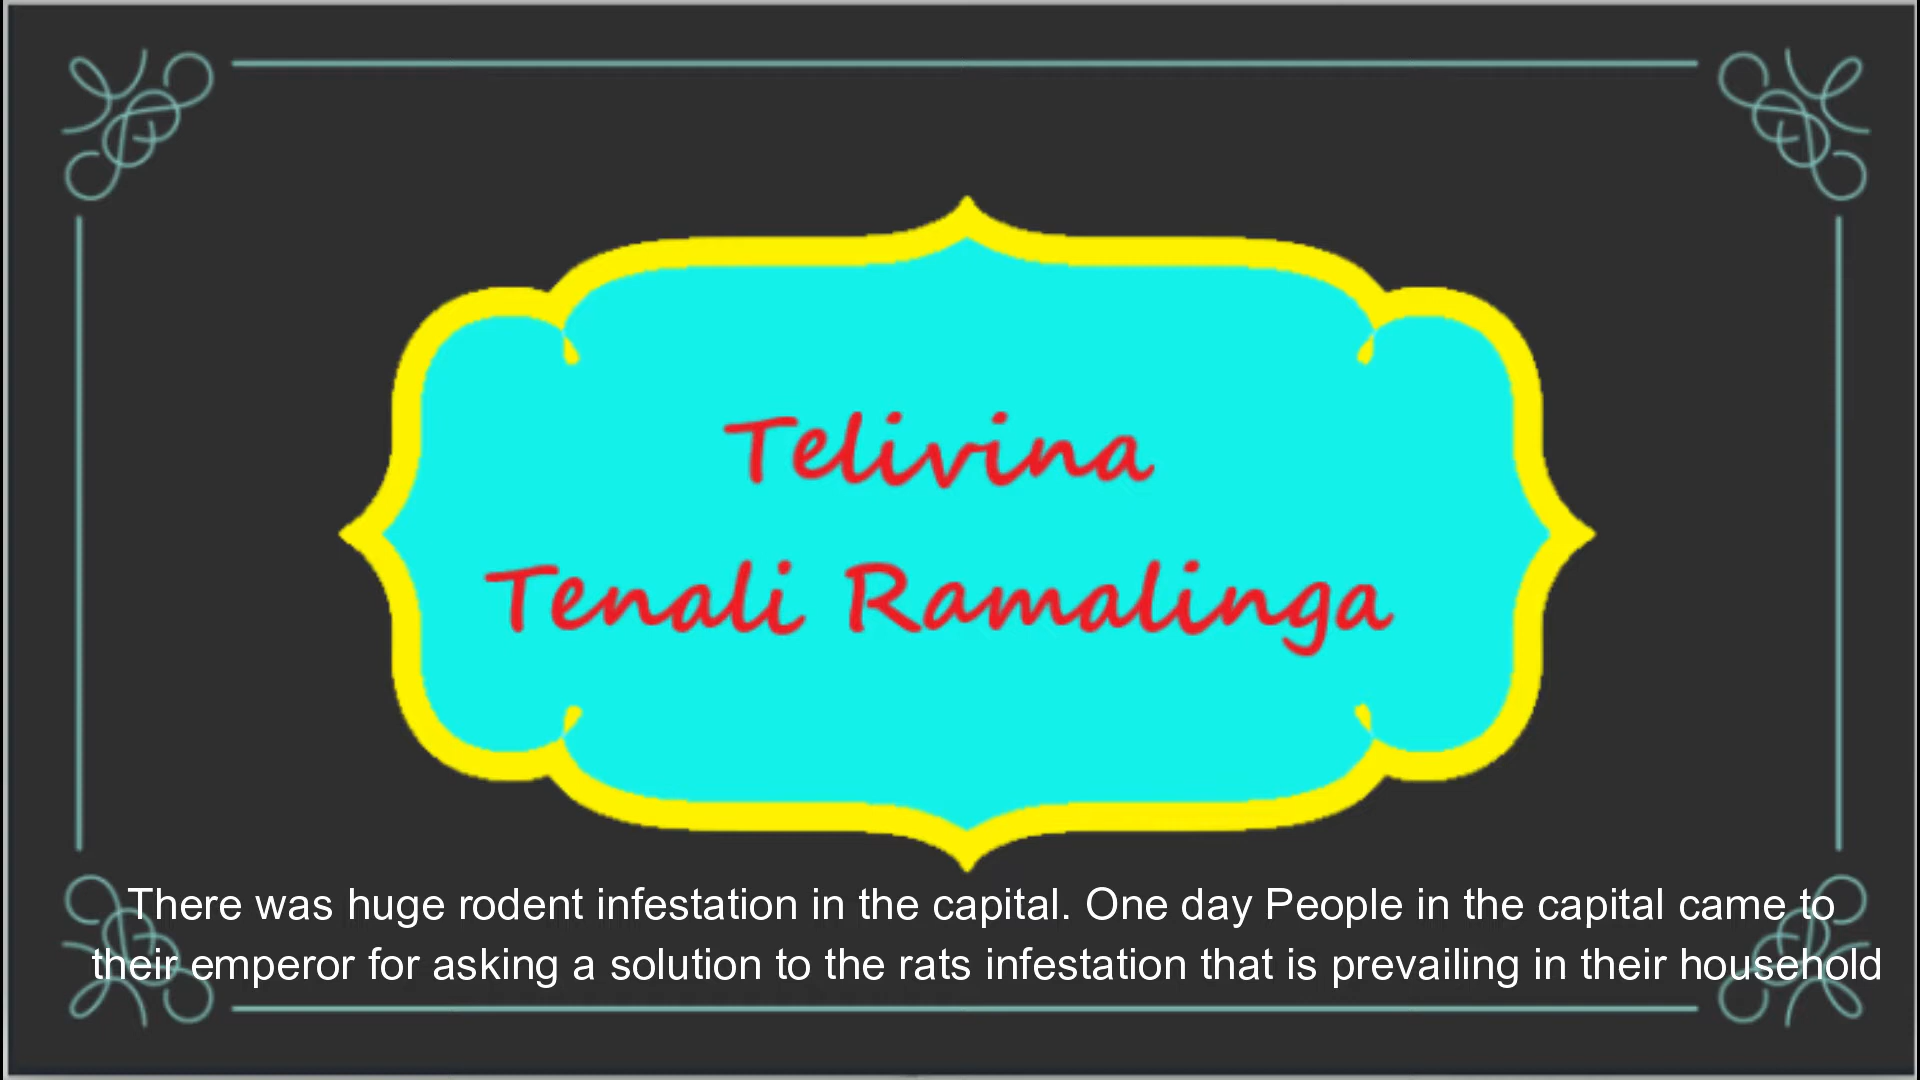 Telivina
Tenali Ramalinga
There was huge rodent infestation in the capital. One day People in the capital came to
their emperor for asking a solution to the rats infestation that is prevailing in their household